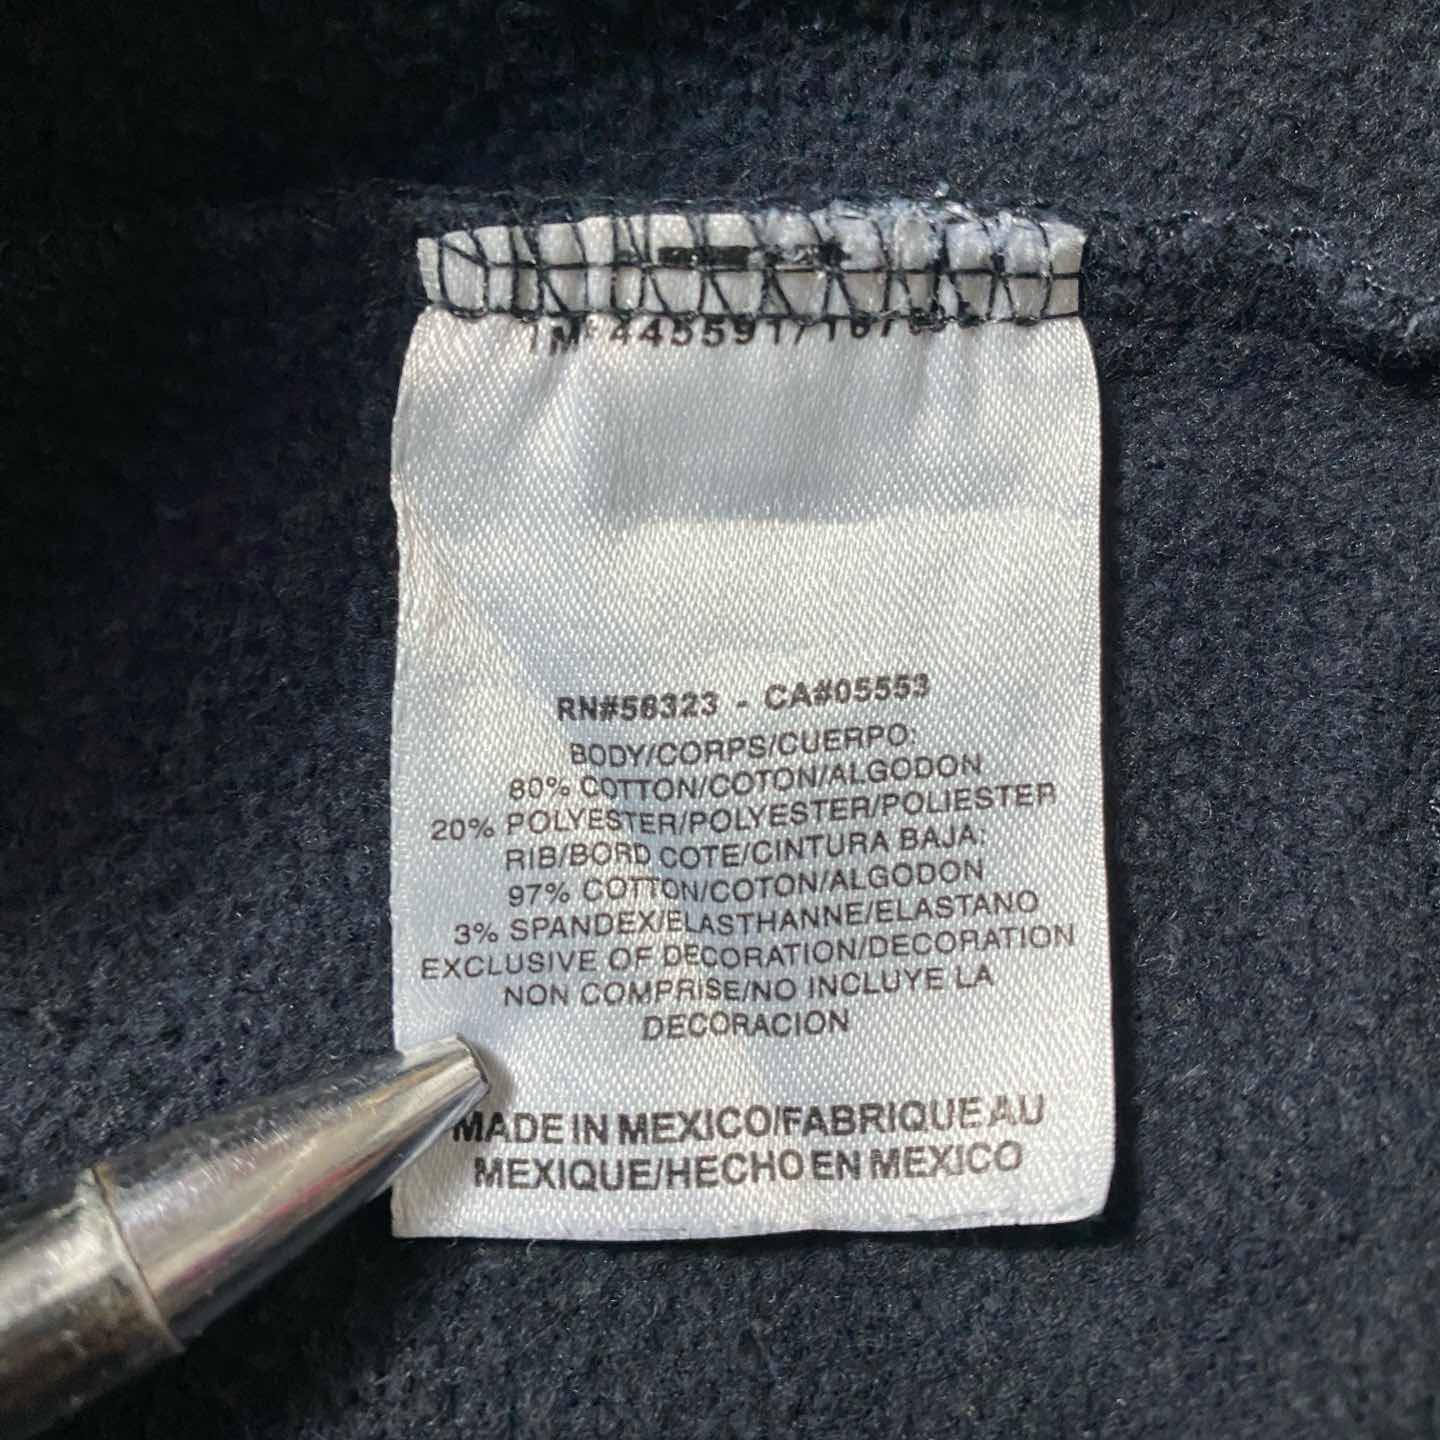 RN#56323 - CA#05553
BODY/CORPS/CUERPO:
80% COTTON/COTON/ALGODON
20% POLYESTER/POLYESTER/POLIESTER
RIB/BORD COTE/CINTURA BAJA:
97% COTTON/COTON/ALGODON
3% SPANDEX/ELASTHANNE/ELASTANO
EXCLUSIVE OF DECORATION/DECORATION
NON COMPRISE/NO INCLUYE LA
DECORACION
MADE IN MEXICO/FABRIQUE AU
MEXIQUE/HECHO EN MEXICO